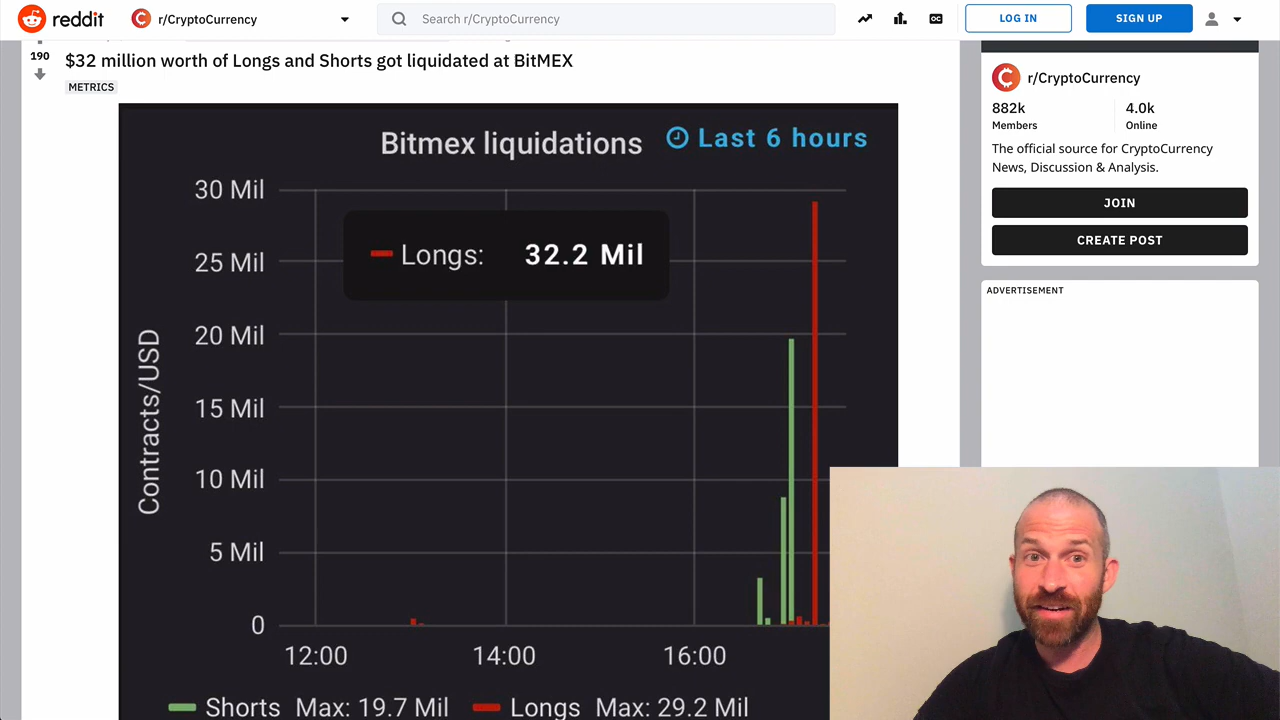 reddit
r/CryptoCurrency
Search r/CryptoCurrency
LOG IN
SIGN UP
190
$32 million worth of Longs and Shorts got liquidated at BitMEX
METRICS
Bitmex liquidations
Last 6 hours
30 Mil
25 Mil
20 Mil
15 Mil
10 Mil
5 Mil
0
Contracts/USD
Longs: 32.2 Mil
12:00
14:00
16:00
Shorts Max: 19.7 Mil
Longs Max: 29.2 Mil
r/CryptoCurrency
882k
Members
4.0k
Online
The official source for CryptoCurrency
News, Discussion & Analysis.
JOIN
CREATE POST
ADVERTISEMENT